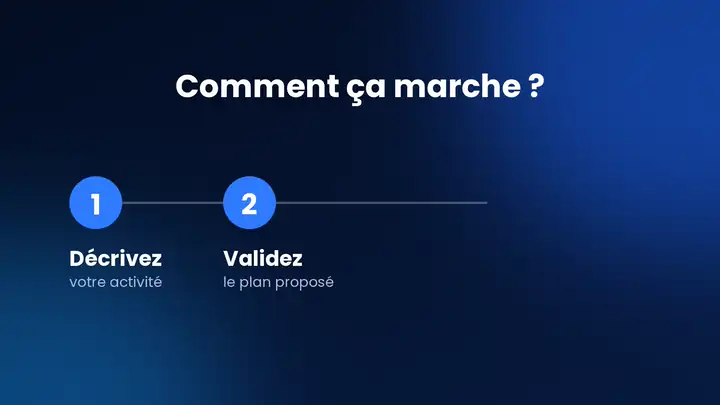 Comment ça marche ?
1
2
Décrivez
votre activité
Validez
le plan proposé